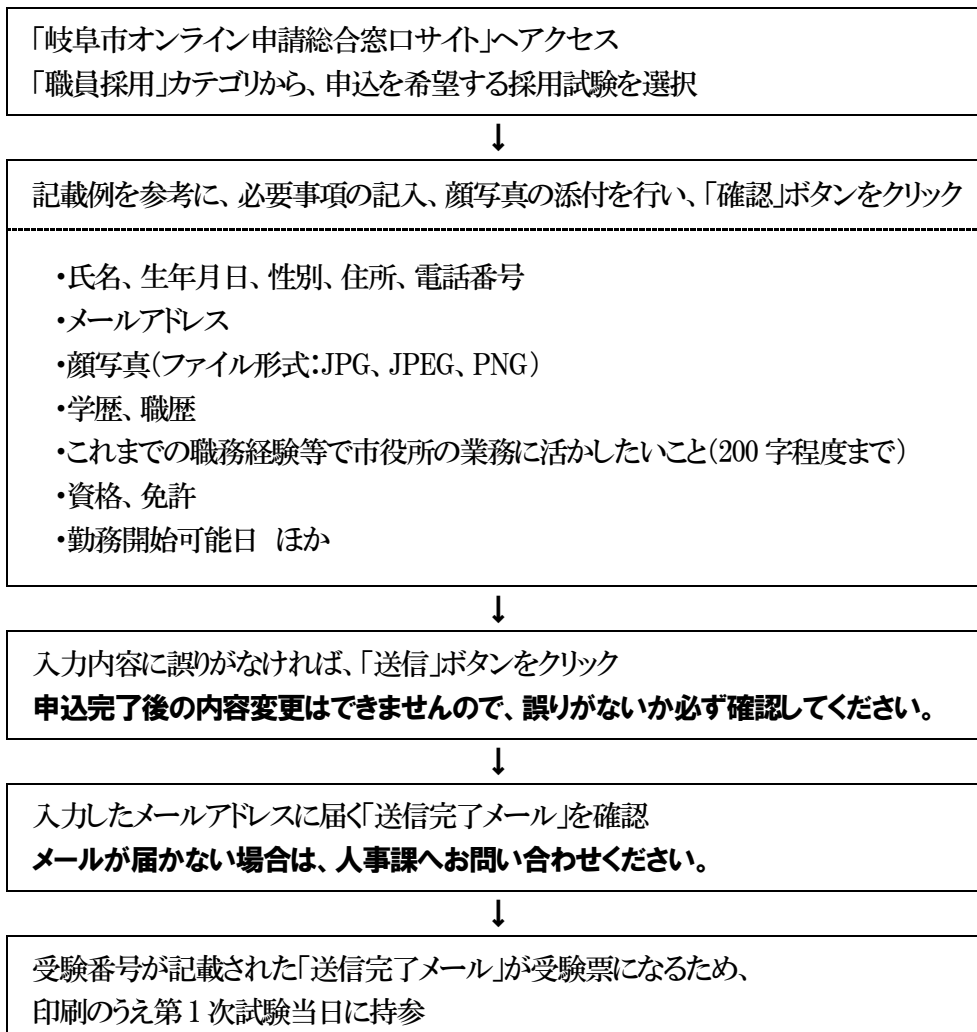 「岐阜市オンライン申請総合窓口サイト」へアクセス
「職員採用」カテゴリから、申込を希望する採用試験を選択
↓
記載例を参考に、必要事項の記入、顔写真の添付を行い、「確認」ボタンをクリック
・氏名、生年月日、性別、住所、電話番号
・メールアドレス
・顔写真(ファイル形式:JPG、JPEG、PNG)
・学歴、職歴
・これまでの職務経験等で市役所の業務に活かしたいこと(200字程度まで)
・資格、免許
・勤務開始可能日　ほか
↓
入力内容に誤りがなければ、「送信」ボタンをクリック
申込完了後の内容変更はできませんので、誤りがないか必ず確認してください。
↓
入力したメールアドレスに届く「送信完了メール」を確認
メールが届かない場合は、人事課へお問い合わせください。
↓
受験番号が記載された「送信完了メール」が受験票になるため、
印刷のうえ第1次試験当日に持参